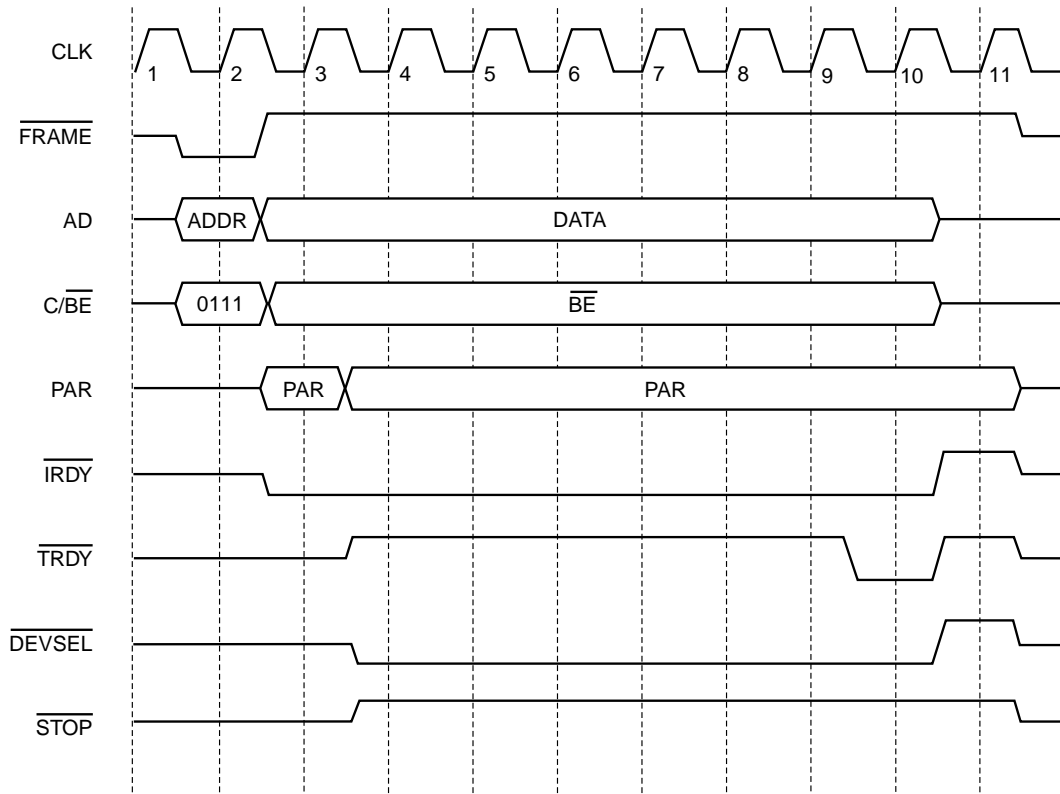 CLK
1 2 3 4 5 6 7 8 9 10 11
FRAME
AD ADDR DATA
C/BE 0111 BE
PAR PAR PAR
IRDY
TRDY
DEVSEL
STOP